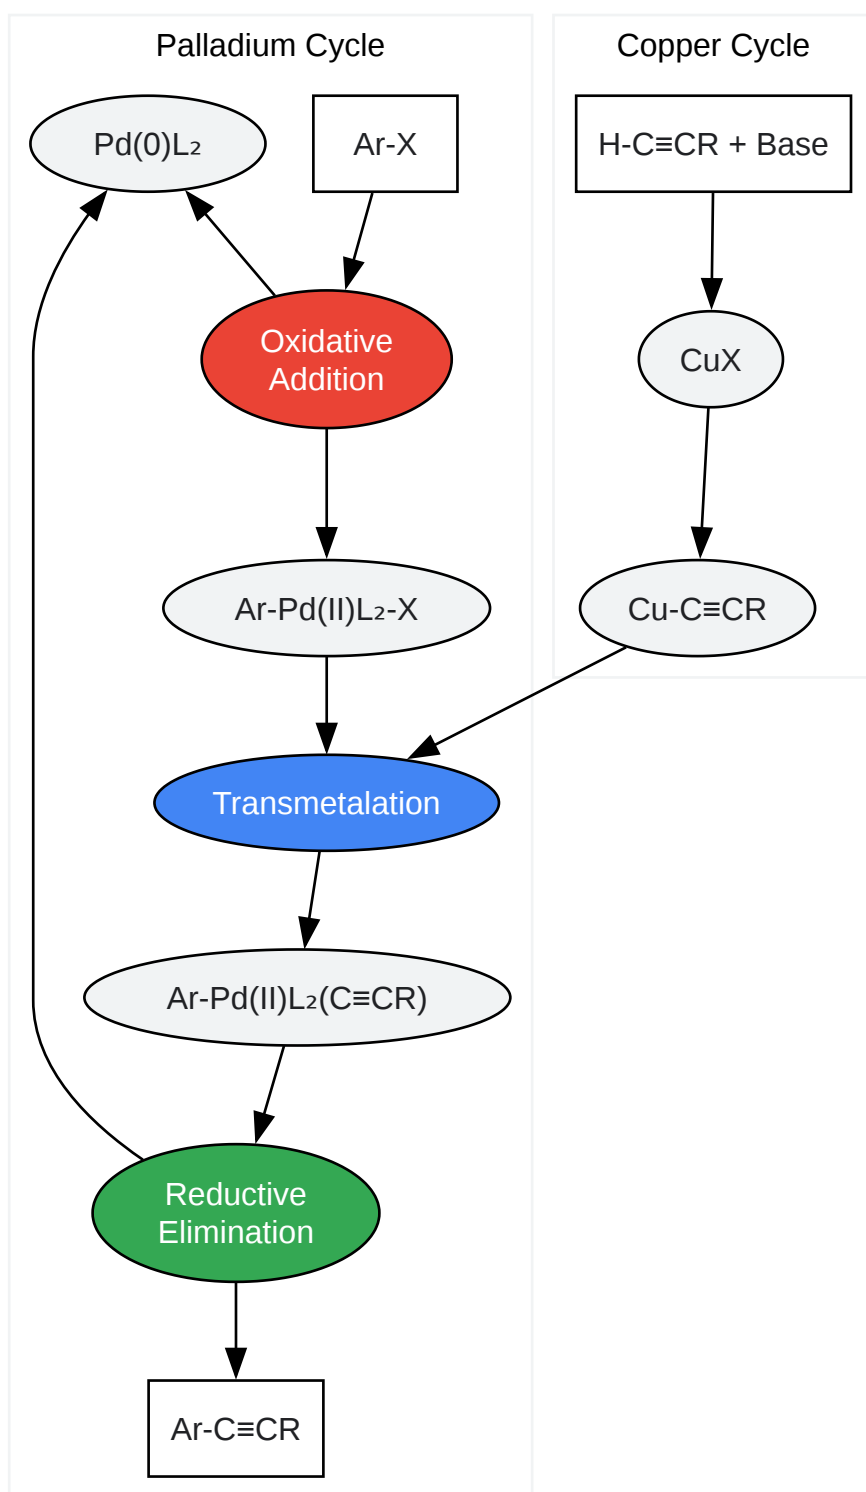 Palladium Cycle
Copper Cycle
Pd(0)L₂
Ar-X
H-C≡CR + Base
Oxidative
Addition
CuX
Ar-Pd(II)L₂-X
Cu-C≡CR
Transmetalation
Ar-Pd(II)L₂(C≡CR)
Reductive
Elimination
Ar-C≡CR